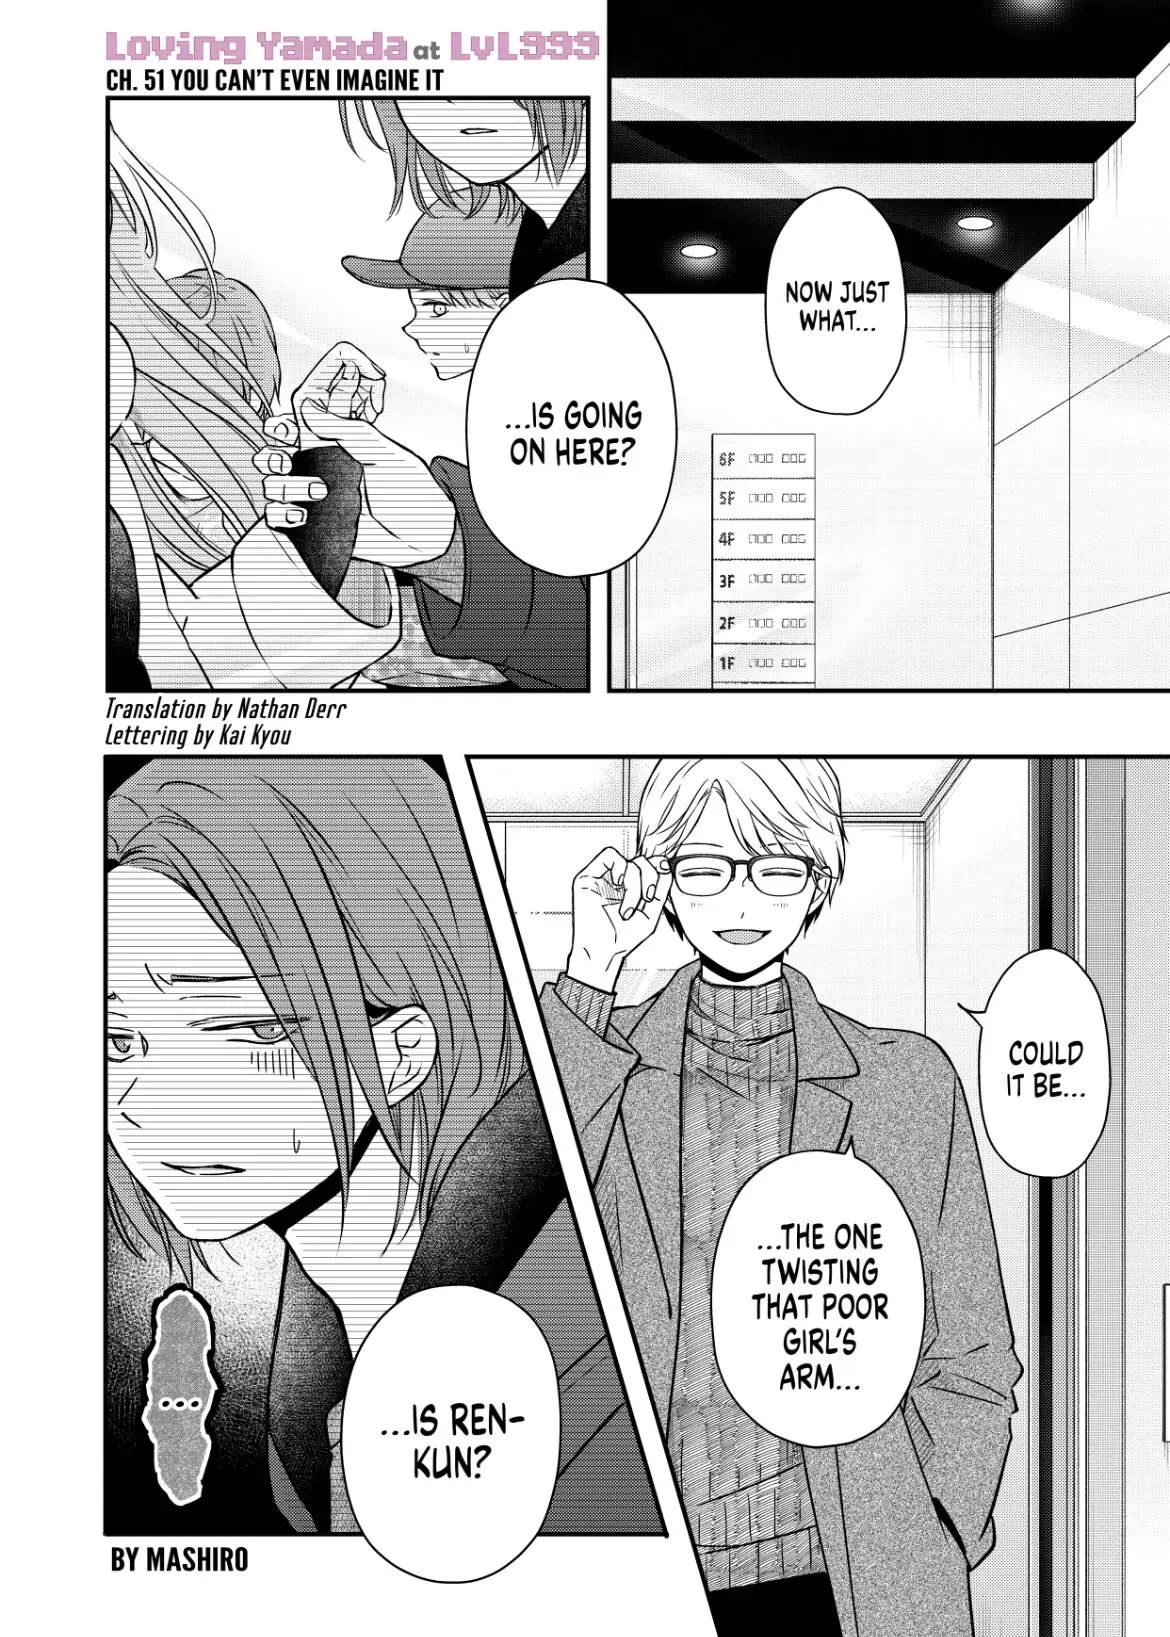 Loving Yamada at LvL999
CH. 51 YOU CAN'T EVEN IMAGINE IT
NOW JUST
WHAT...
6F
5F
4F
3F
2F
1F
...IS GOING
ON HERE?
Translation by Nathan Derr
Lettering by Kai Kyou
COULD
IT BE...
...THE ONE
TWISTING
THAT POOR
GIRL'S
ARM...
...IS REN-
KUN?
...
BY MASHIRO